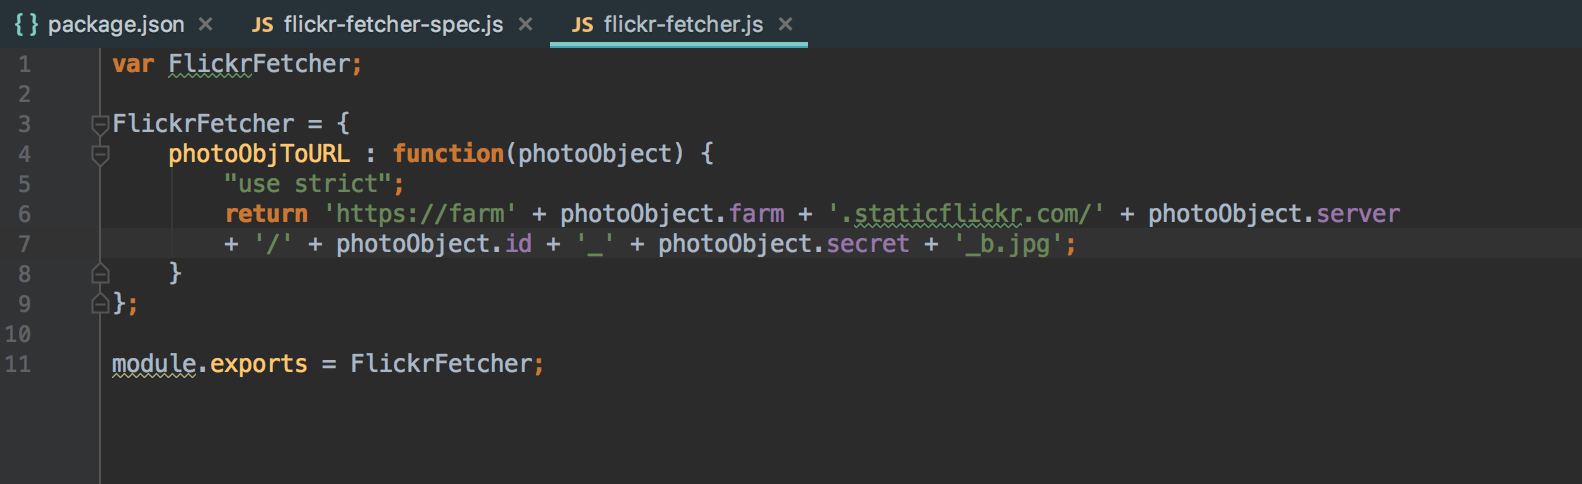 {} package.json × JS flickr-fetcher-spec.js × JS flickr-fetcher.js ×
1 var FlickrFetcher;
2
3 FlickrFetcher = {
4     photoObjToURL : function(photoObject) {
5         "use strict";
6         return 'https://farm' + photoObject.farm + '.staticflickr.com/' + photoObject.server
7         + '/' + photoObject.id + '_' + photoObject.secret + '_b.jpg';
8     }
9 };
10
11 module.exports = FlickrFetcher;